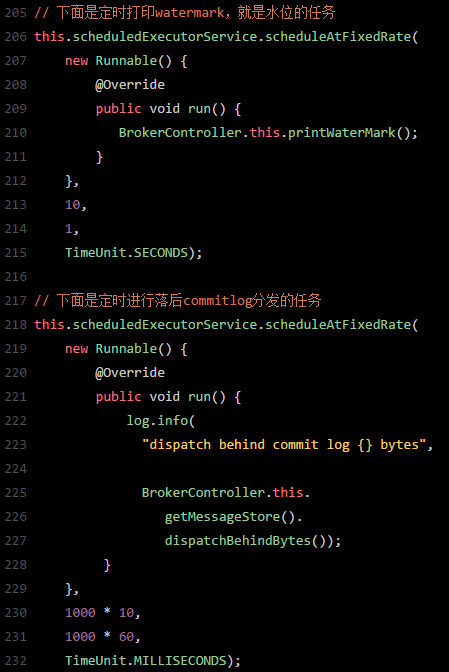 205 // 下面是定时打印watermark，就是水位的任务
206 this.scheduledExecutorService.scheduleAtFixedRate(
207     new Runnable() {
208         @Override
209         public void run() {
210            BrokerController.this.printWaterMark();
211         }
212     },
213     10,
214     1,
215     TimeUnit.SECONDS);
216
217 // 下面是定时进行落后commitlog分发的任务
218 this.scheduledExecutorService.scheduleAtFixedRate(
219     new Runnable() {
220         @Override
221         public void run() {
222             log.info(
223               "dispatch behind commit log {} bytes",
224
225               BrokerController.this.
226                  getMessageStore().
227                  dispatchBehindBytes());
228          }
229     },
230     1000 * 10,
231     1000 * 60,
232     TimeUnit.MILLISECONDS);